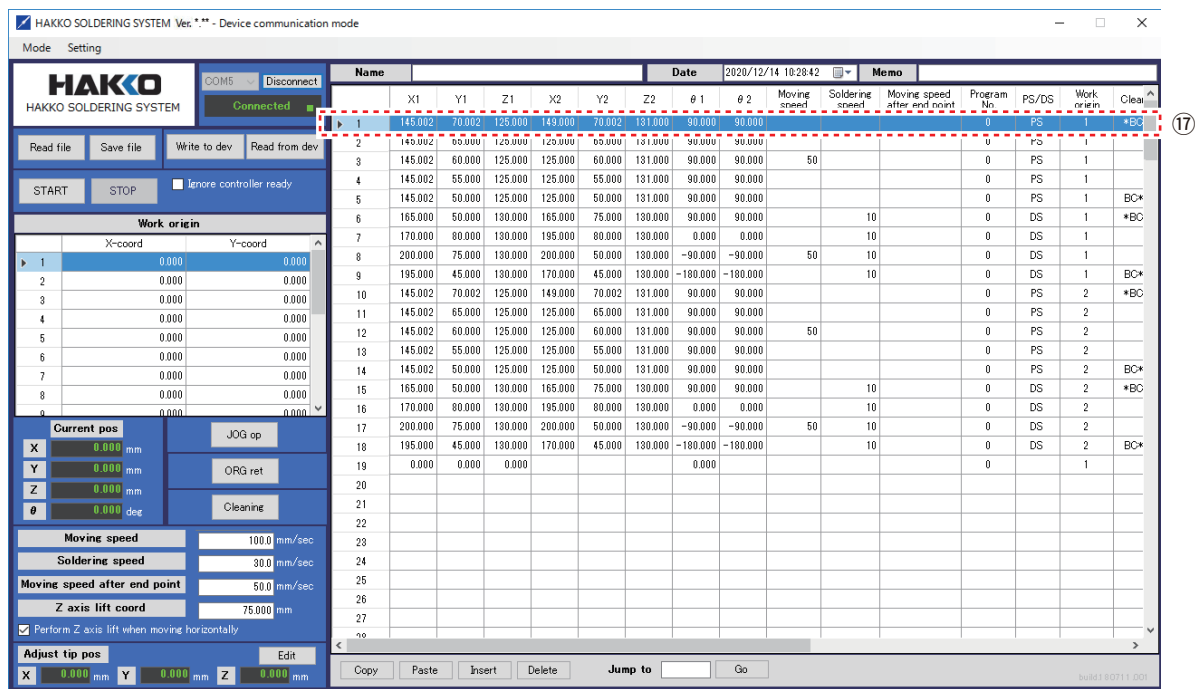 HAKKO SOLDERING SYSTEM Ver. *.** - Device communication mode
Mode Setting
HAKKO
HAKKO SOLDERING SYSTEM
COM5 Disconnect
Connected
Read file Save file Write to dev Read from dev
START STOP Ignore controller ready
Work origin
X-coord Y-coord
1 0.000 0.000
2 0.000 0.000
3 0.000 0.000
4 0.000 0.000
5 0.000 0.000
6 0.000 0.000
7 0.000 0.000
8 0.000 0.000
9 0.000 0.000
Current pos
X 0.000 mm
Y 0.000 mm
Z 0.000 mm
θ 0.000 deg
JOG op
ORG ret
Cleaning
Moving speed 100.0 mm/sec
Soldering speed 30.0 mm/sec
Moving speed after end point 50.0 mm/sec
Z axis lift coord 75.000 mm
Perform Z axis lift when moving horizontally
Adjust tip pos Edit
X 0.000 mm Y 0.000 mm Z 0.000 mm
Name Date 2020/12/14 10:28:42 Memo
X1 Y1 Z1 X2 Y2 Z2 θ 1 θ 2 Moving speed Soldering speed Moving speed after end point Program No. PS/DS Work origin Clear
1 145.002 70.002 125.000 149.000 70.002 131.000 90.000 90.000 0 PS 1 *BC
2 145.002 65.000 125.000 125.000 65.000 131.000 90.000 90.000 0 PS 1
3 145.002 60.000 125.000 125.000 60.000 131.000 90.000 90.000 50 0 PS 1
4 145.002 55.000 125.000 125.000 55.000 131.000 90.000 90.000 0 PS 1
5 145.002 50.000 125.000 125.000 50.000 131.000 90.000 90.000 0 PS 1 BC*
6 165.000 50.000 130.000 165.000 75.000 130.000 90.000 90.000 10 0 DS 1 *BC
7 170.000 80.000 130.000 195.000 80.000 130.000 0.000 0.000 10 0 DS 1
8 200.000 75.000 130.000 200.000 50.000 130.000 -90.000 -90.000 50 10 0 DS 1
9 195.000 45.000 130.000 170.000 45.000 130.000 -180.000 -180.000 10 0 DS 1 BC*
10 145.002 70.002 125.000 149.000 70.002 131.000 90.000 90.000 0 PS 2 *BC
11 145.002 65.000 125.000 125.000 65.000 131.000 90.000 90.000 0 PS 2
12 145.002 60.000 125.000 125.000 60.000 131.000 90.000 90.000 50 0 PS 2
13 145.002 55.000 125.000 125.000 55.000 131.000 90.000 90.000 0 PS 2
14 145.002 50.000 125.000 125.000 50.000 131.000 90.000 90.000 0 PS 2 BC*
15 165.000 50.000 130.000 165.000 75.000 130.000 90.000 90.000 10 0 DS 2 *BC
16 170.000 80.000 130.000 195.000 80.000 130.000 0.000 0.000 10 0 DS 2
17 200.000 75.000 130.000 200.000 50.000 130.000 -90.000 -90.000 50 10 0 DS 2
18 195.000 45.000 130.000 170.000 45.000 130.000 -180.000 -180.000 10 0 DS 2 BC*
19 0.000 0.000 0.000 0.000 0 1
20
21
22
23
24
25
26
27
28
Copy Paste Insert Delete Jump to Go
⑰